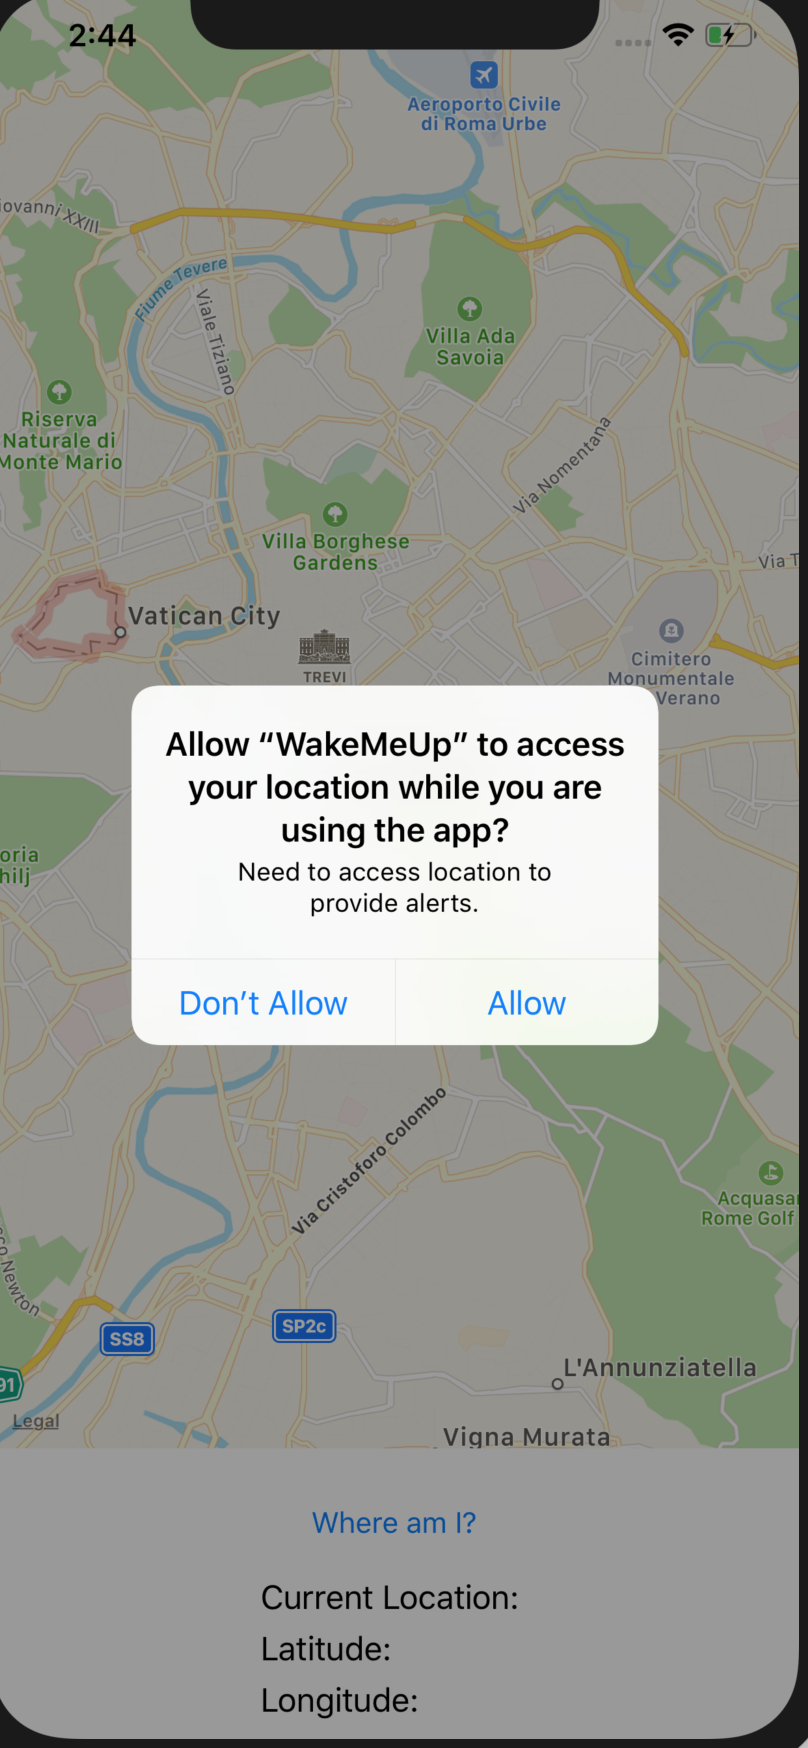 2:44
Aeroporto Civile
di Roma Urbe
iovanni XXIII
Fiume Tevere
Viale Tiziano
Villa Ada
Savoia
Riserva
Naturale di
Monte Mario
Via Nomentana
Villa Borghese
Gardens
Via T
Vatican City
TREVI
Cimitero
Monumentale
Verano
Allow “WakeMeUp” to access
your location while you are
using the app?
Need to access location to
provide alerts.
Don’t Allow
Allow
oria
hilj
Via Cristoforo Colombo
Acquasan
Rome Golf
co Newton
SS8
SP2c
91
L'Annunziatella
Legal
Vigna Murata
Where am I?
Current Location:
Latitude:
Longitude: